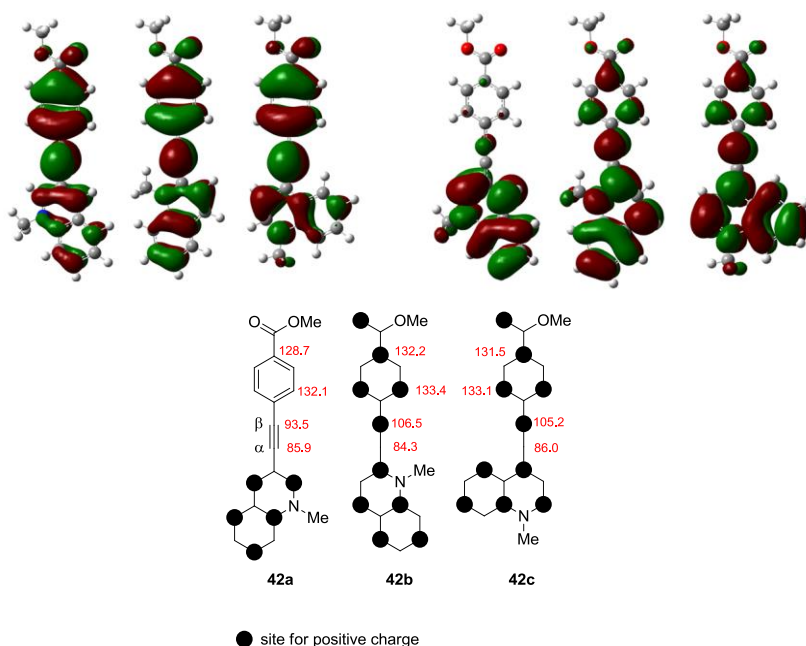 O OMe
128.7
132.1
β 93.5
α 85.9
N Me
42a
OMe
132.2
133.4
106.5
84.3
Me
N
42b
OMe
131.5
133.1
105.2
86.0
N
Me
42c
site for positive charge